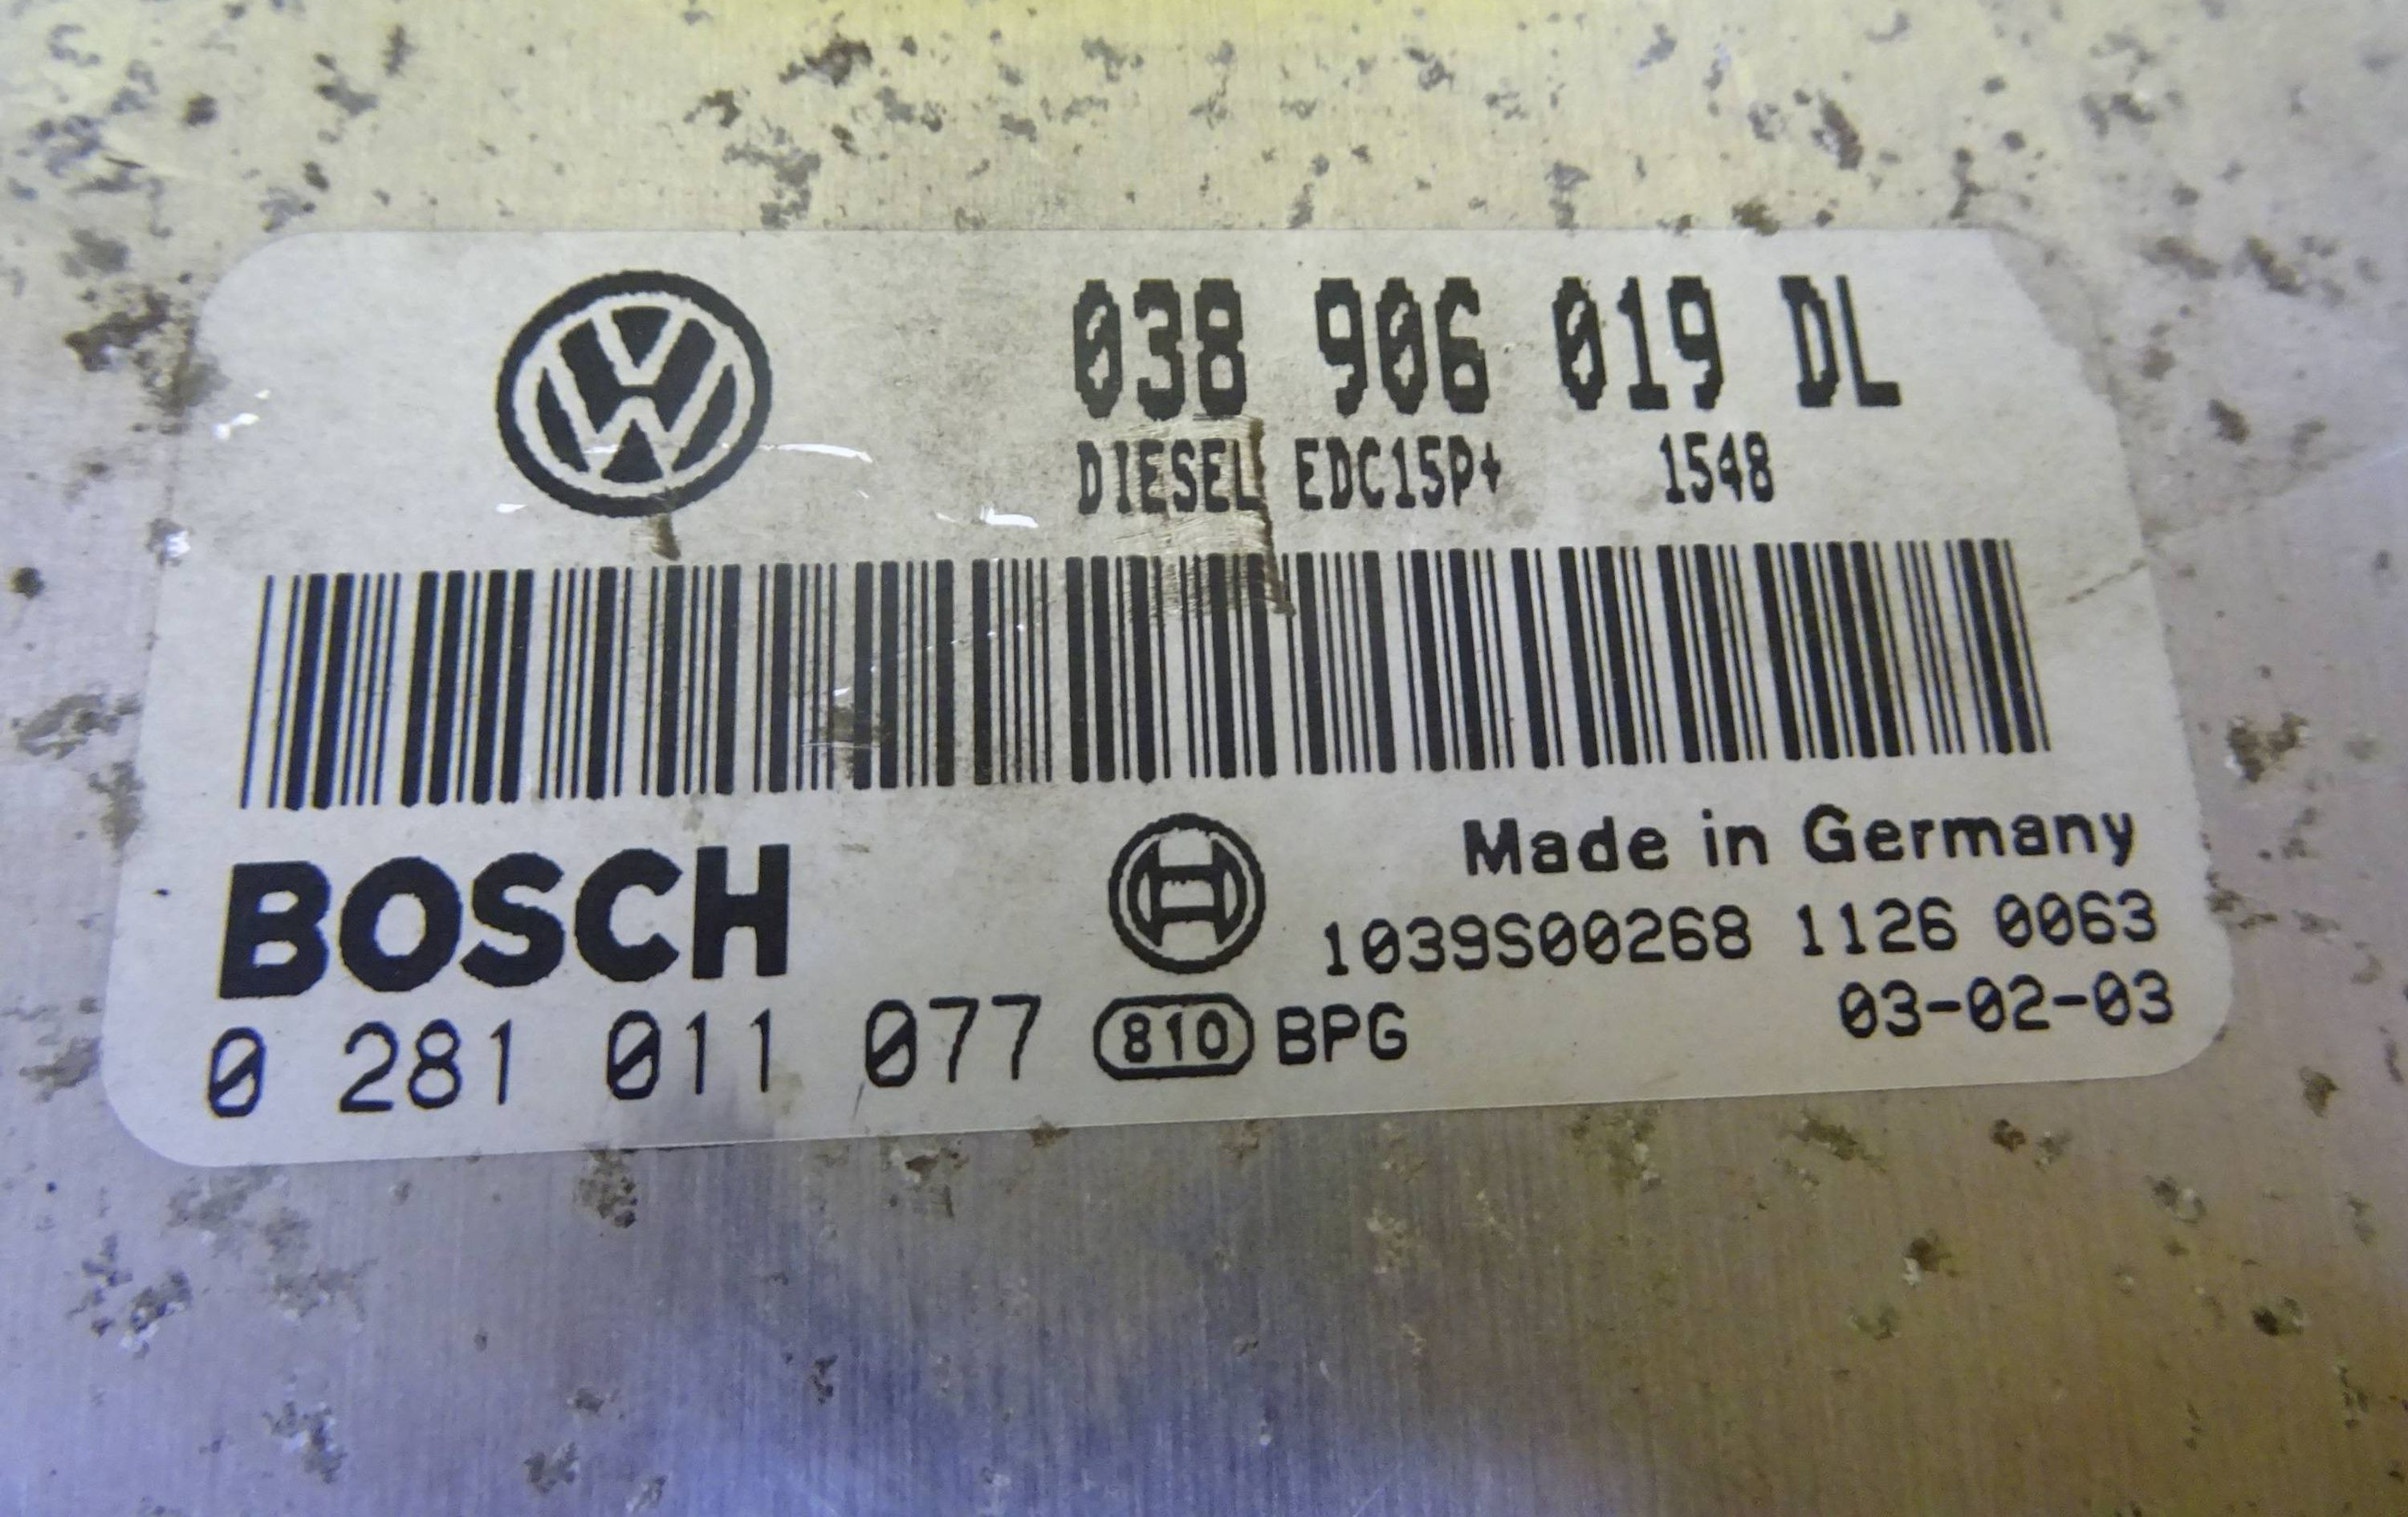 038 906 019 DL
DIESEL EDC15P+ 1548
BOSCH
Made in Germany
1039S00268 1126 0063
0 281 011 077 810 BPG
03-02-03